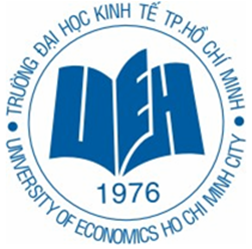 TRƯỜNG ĐẠI HỌC KINH TẾ TP.HỒ CHÍ MINH
UEH
1976
UNIVERSITY OF ECONOMICS HO CHI MINH CITY